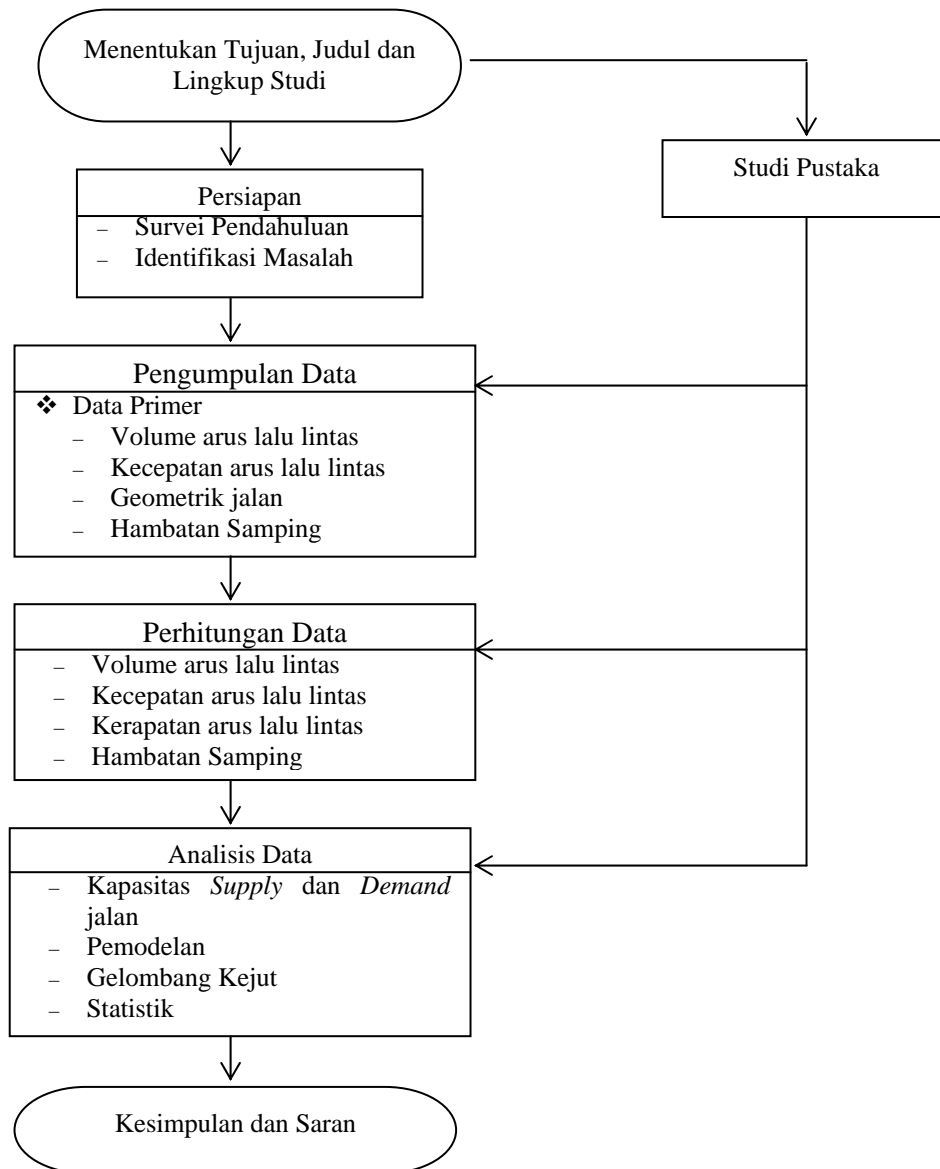 Menentukan Tujuan, Judul dan
Lingkup Studi
Studi Pustaka
Persiapan
– Survei Pendahuluan
– Identifikasi Masalah
Pengumpulan Data
❖ Data Primer
– Volume arus lalu lintas
– Kecepatan arus lalu lintas
– Geometrik jalan
– Hambatan Samping
Perhitungan Data
– Volume arus lalu lintas
– Kecepatan arus lalu lintas
– Kerapatan arus lalu lintas
– Hambatan Samping
Analisis Data
– Kapasitas Supply dan Demand
jalan
– Pemodelan
– Gelombang Kejut
– Statistik
Kesimpulan dan Saran